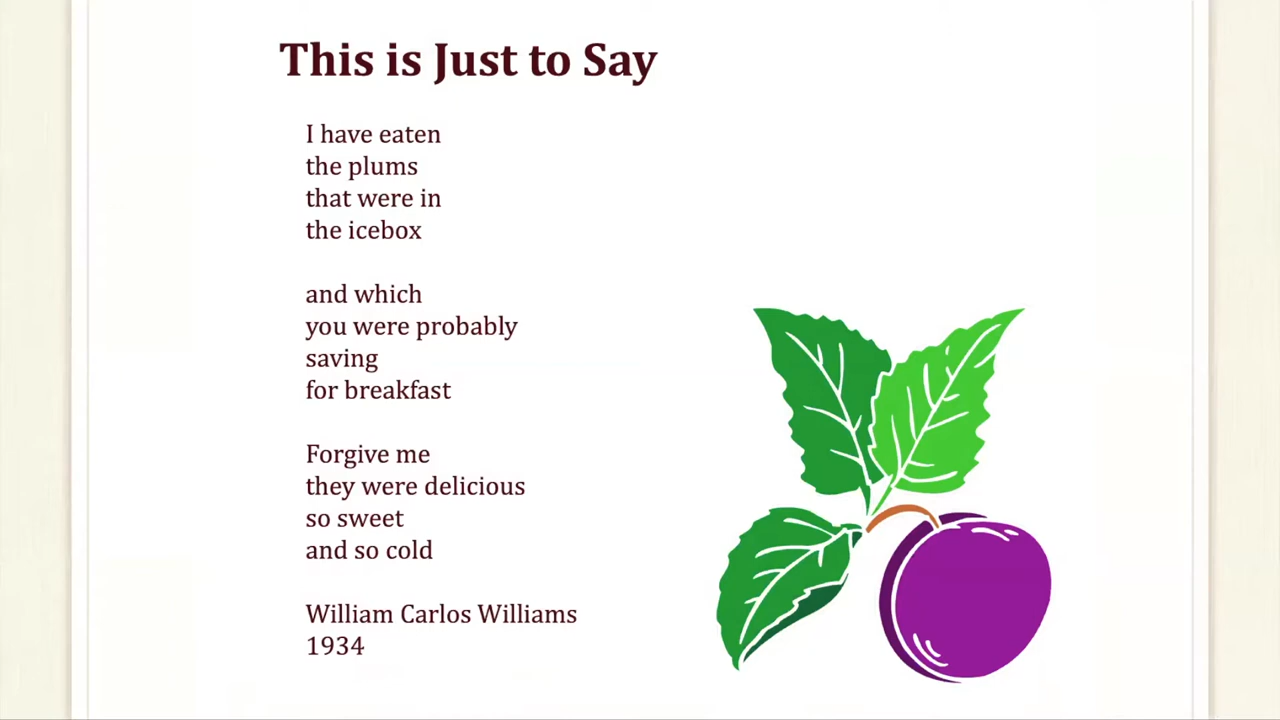 This is Just to Say
I have eaten
the plums
that were in
the icebox
and which
you were probably
saving
for breakfast
Forgive me
they were delicious
so sweet
and so cold
William Carlos Williams
1934